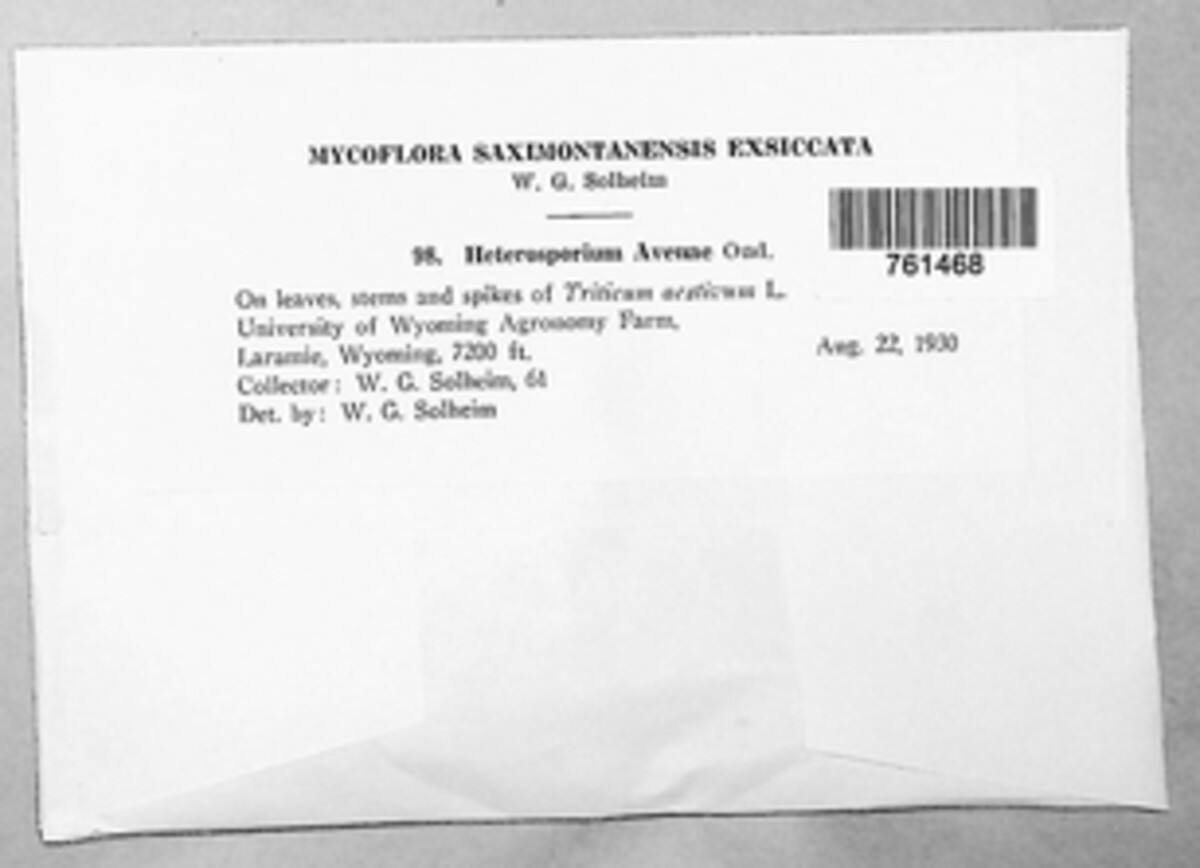 MYCOFLORA SAXIMONTANENSIS EXSICCATA
W. G. Solheim
98. Heterosporium Avenae Oud.
761468
On leaves, stems and spikes of Triticum aestivum L.
University of Wyoming Agronomy Farm,
Laramie, Wyoming, 7200 ft.
Aug. 22, 1930
Collector: W. G. Solheim, 61
Det. by: W. G. Solheim